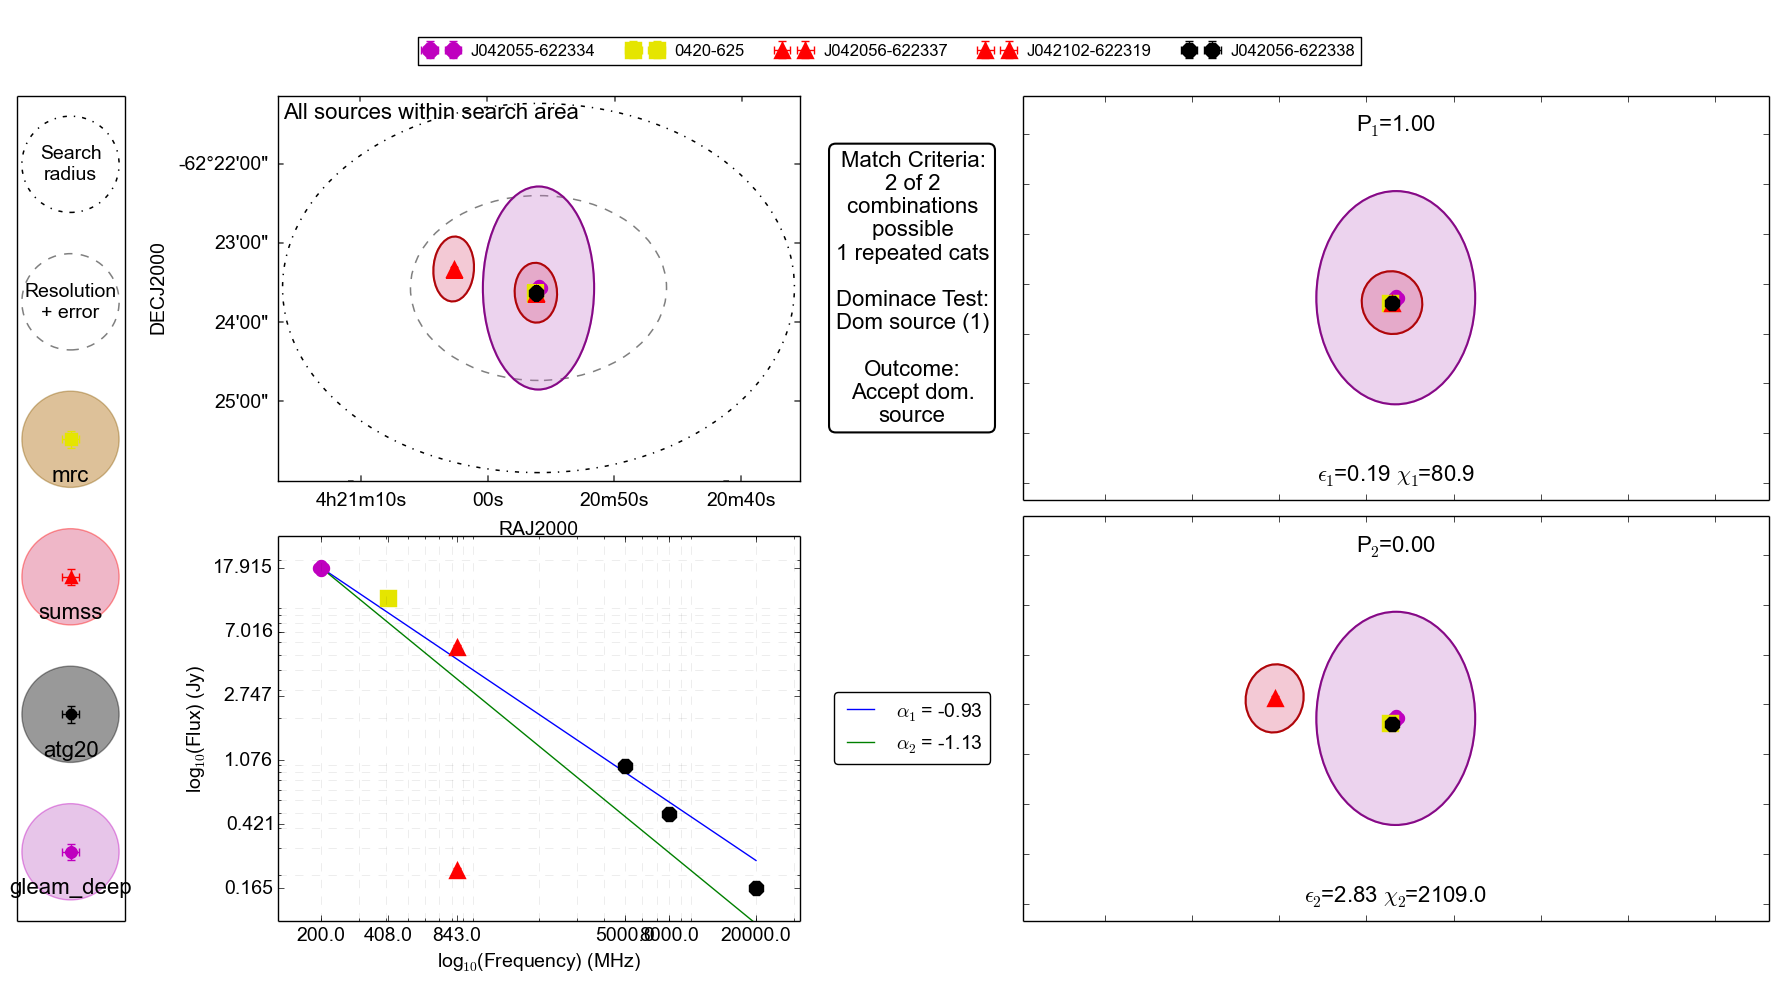 J042055-622334 0420-625 J042056-622337 J042102-622319 J042056-622338
Search
radius
Resolution
+ error
mrc
sumss
atg20
gleam_deep
All sources within search area
-62°22'00"
23'00"
24'00"
25'00"
DECJ2000
4h21m10s 00s 20m50s 20m40s
RAJ2000
Match Criteria:
2 of 2
combinations
possible
1 repeated cats
Dominace Test:
Dom source (1)
Outcome:
Accept dom.
source
P₁=1.00
ϵ₁=0.19 χ₁=80.9
17.915
7.016
2.747
1.076
0.421
0.165
log₁₀(Flux) (Jy)
200.0 408.0 843.0 5000.0 8000.0 20000.0
log₁₀(Frequency) (MHz)
α₁ = -0.93
α₂ = -1.13
P₂=0.00
ϵ₂=2.83 χ₂=2109.0